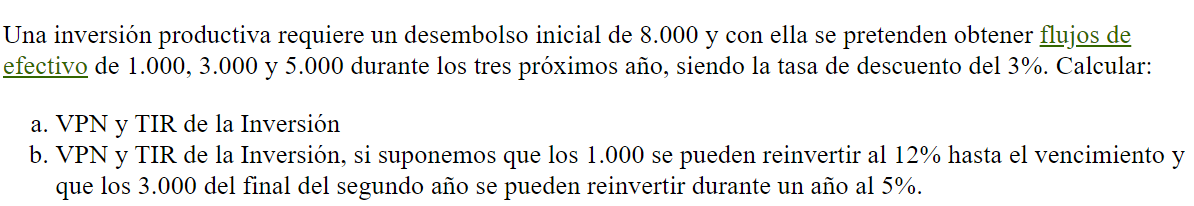 Una inversión productiva requiere un desembolso inicial de 8.000 y con ella se pretenden obtener flujos de
efectivo de 1.000, 3.000 y 5.000 durante los tres próximos año, siendo la tasa de descuento del 3%. Calcular:
a. VPN y TIR de la Inversión
b. VPN y TIR de la Inversión, si suponemos que los 1.000 se pueden reinvertir al 12% hasta el vencimiento y
que los 3.000 del final del segundo año se pueden reinvertir durante un año al 5%.